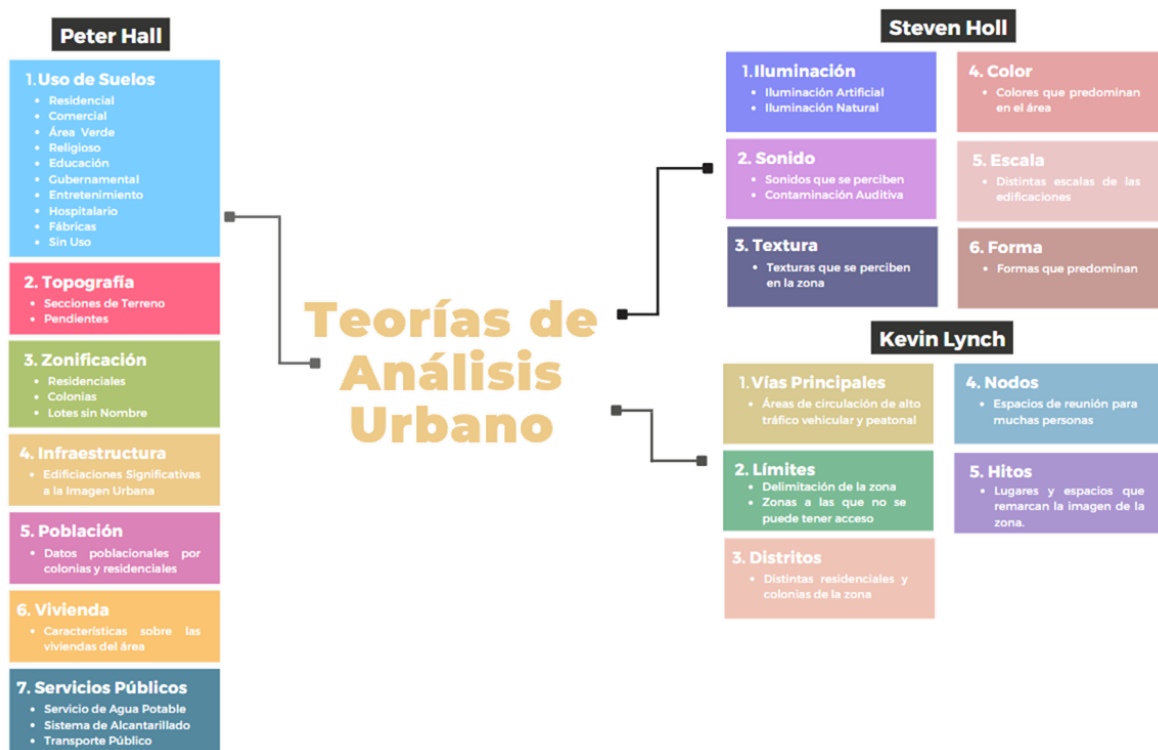 Peter Hall
1. Uso de Suelos
• Residencial
• Comercial
• Área Verde
• Religioso
• Educación
• Gubernamental
• Entretenimiento
• Hospitalario
• Fábricas
• Sin Uso
2. Topografía
• Secciones de Terreno
• Pendientes
3. Zonificación
• Residenciales
• Colonias
• Lotes sin Nombre
4. Infraestructura
• Edificiaciones Significativas
a la Imagen Urbana
5. Población
• Datos poblacionales por
colonias y residenciales
6. Vivienda
• Características sobre las
viviendas del área
7. Servicios Públicos
• Servicio de Agua Potable
• Sistema de Alcantarillado
• Transporte Público
Teorías de
Análisis
Urbano
Steven Holl
1. Iluminación
• Iluminación Artificial
• Iluminación Natural
2. Sonido
• Sonidos que se perciben
• Contaminación Auditiva
3. Textura
• Texturas que se perciben
en la zona
4. Color
• Colores que predominan
en el área
5. Escala
• Distintas escalas de las
edificaciones
6. Forma
• Formas que predominan
Kevin Lynch
1. Vías Principales
• Áreas de circulación de alto
tráfico vehicular y peatonal
2. Límites
• Delimitación de la zona
• Zonas a las que no se
puede tener acceso
3. Distritos
• Distintas residenciales y
colonias de la zona
4. Nodos
• Espacios de reunión para
muchas personas
5. Hitos
• Lugares y espacios que
remarcan la imagen de la
zona.